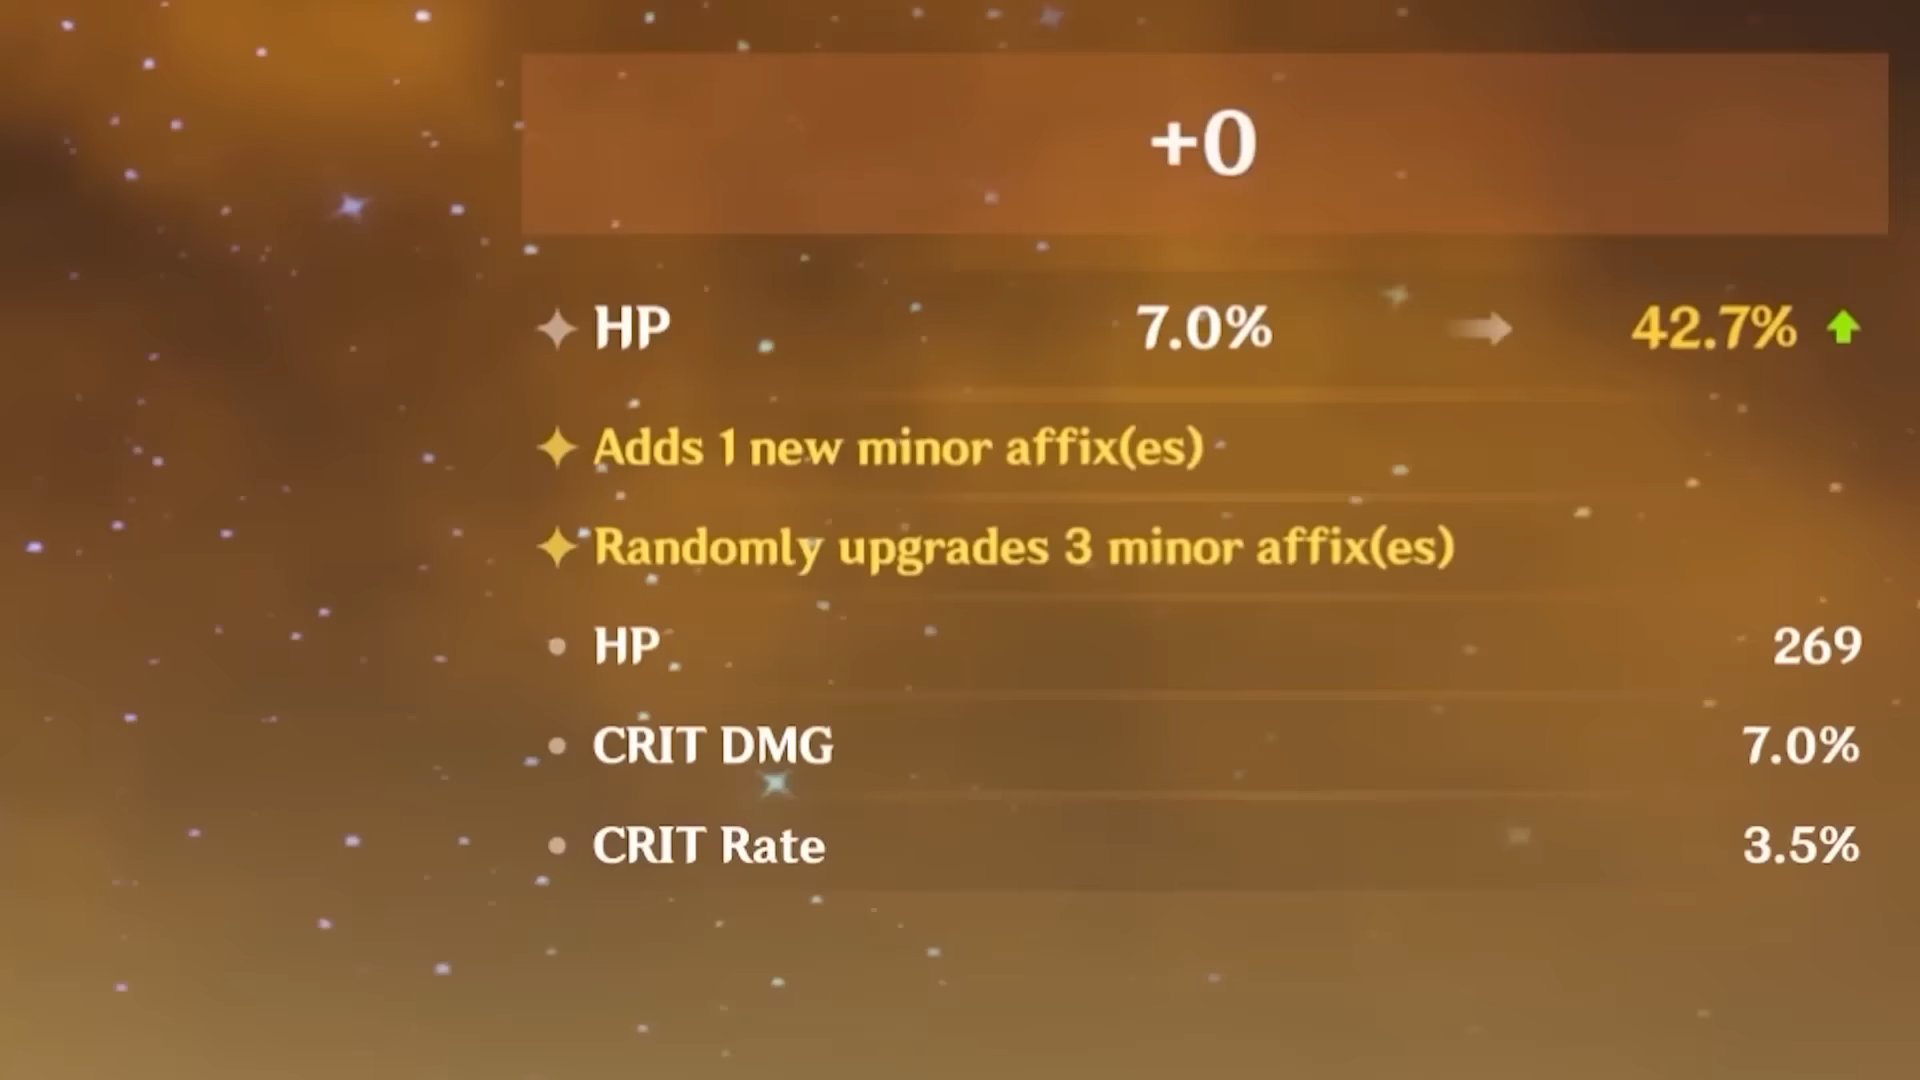 +0
HP 7.0% 42.7%
Adds 1 new minor affix(es)
Randomly upgrades 3 minor affix(es)
HP 269
CRIT DMG 7.0%
CRIT Rate 3.5%